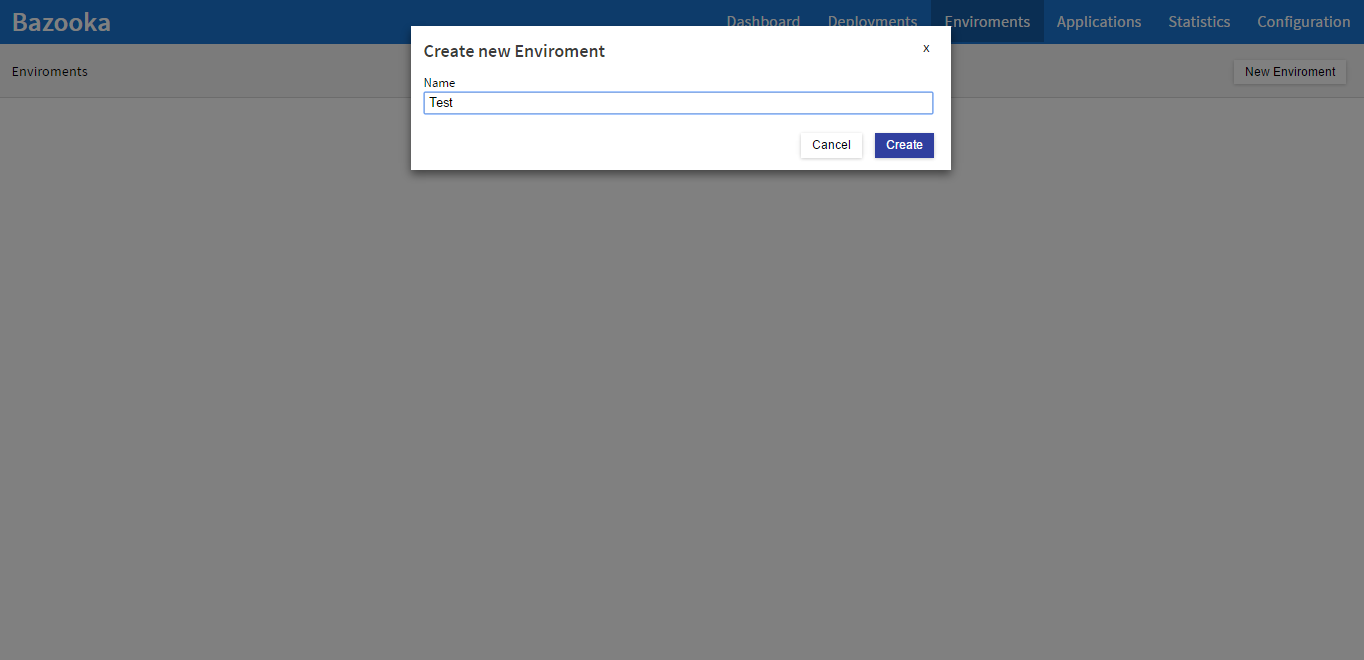 Bazooka
Dashboard Deployments Enviroments Applications Statistics Configuration
Enviroments
New Enviroment
Create new Enviroment
x
Name
Test
Cancel Create